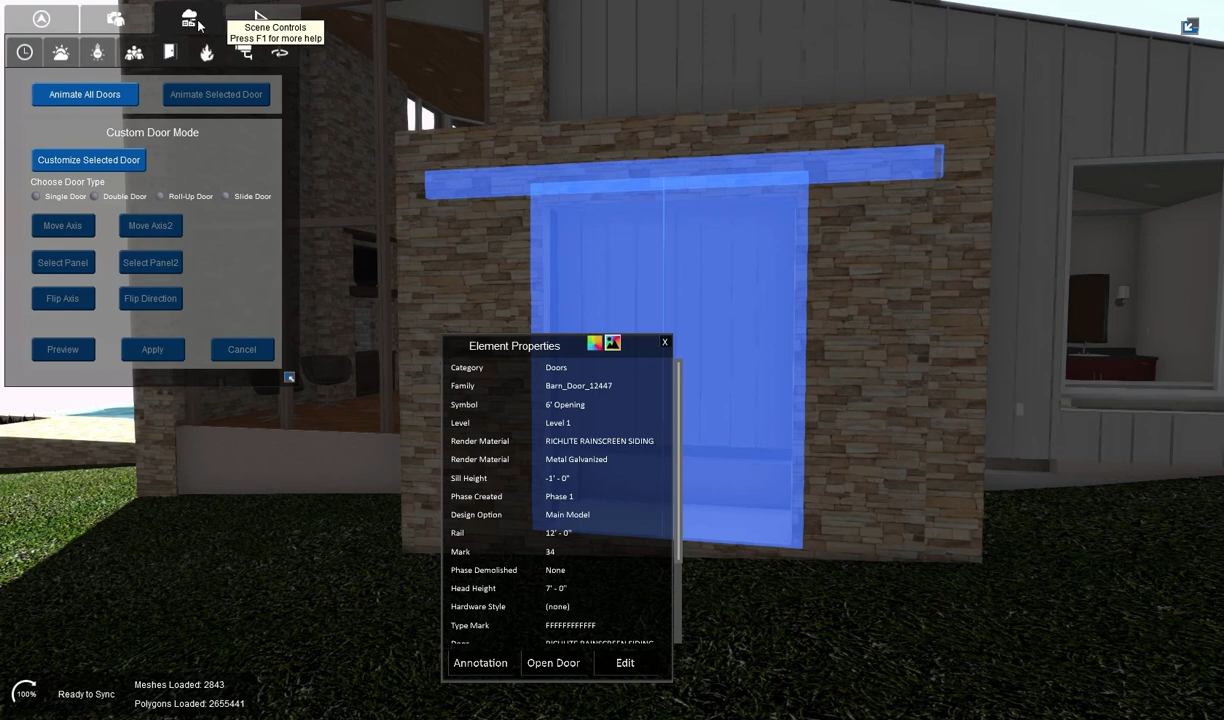 Scene Controls
Press F1 for more help
Animate All Doors
Animate Selected Door
Custom Door Mode
Customize Selected Door
Choose Door Type
Single Door
Double Door
Roll-Up Door
Slide Door
Move Axis
Move Axis2
Select Panel
Select Panel2
Flip Axis
Flip Direction
Preview
Apply
Cancel
Element Properties
X
Category Doors
Family Barn_Door_12447
Symbol 6' Opening
Level Level 1
Render Material RICHLITE RAINSCREEN SIDING
Render Material Metal Galvanized
Sill Height -1' - 0"
Phase Created Phase 1
Design Option Main Model
Rail 12' - 0"
Mark 34
Phase Demolished None
Head Height 7' - 0"
Hardware Style (none)
Type Mark FFFFFFFFFFFF
Door RICHLITE RAINSCREEN SIDING
Annotation
Open Door
Edit
100%
Ready to Sync
Meshes Loaded: 2843
Polygons Loaded: 2655441